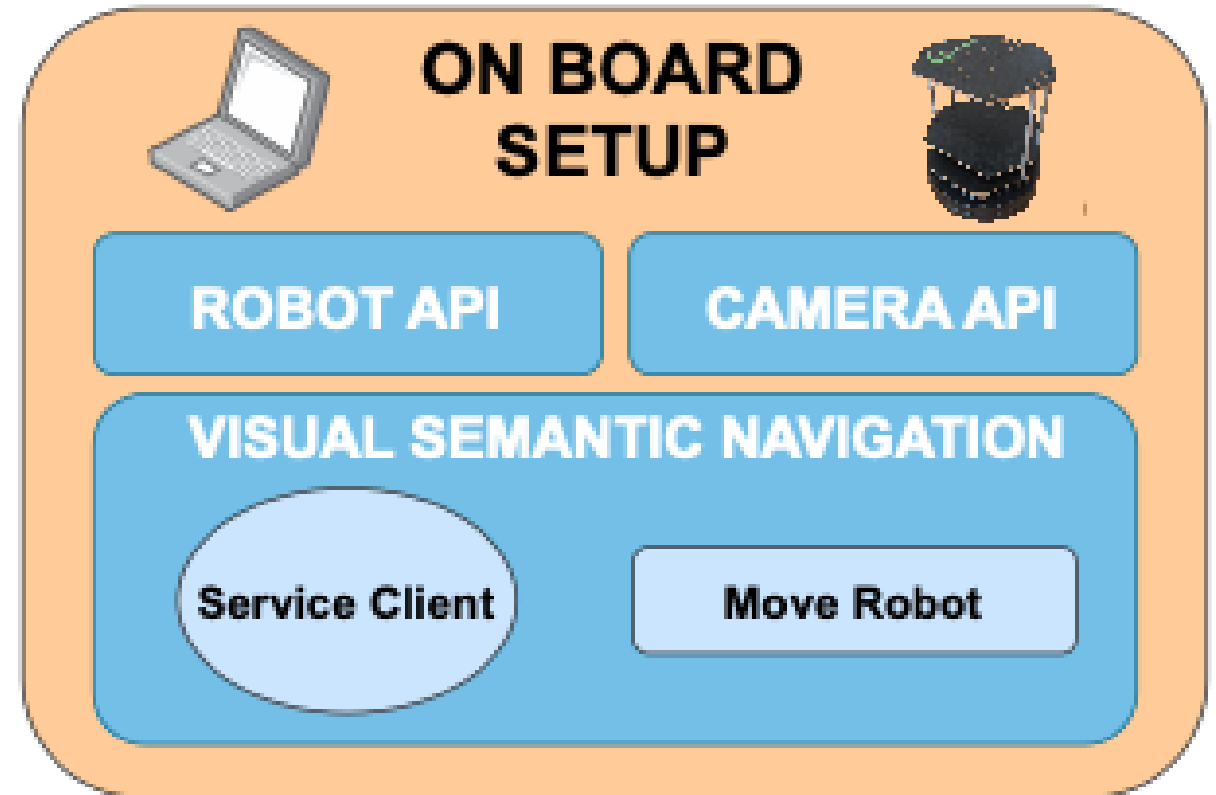 ON BOARD
SETUP
ROBOT API
CAMERA API
VISUAL SEMANTIC NAVIGATION
Service Client
Move Robot